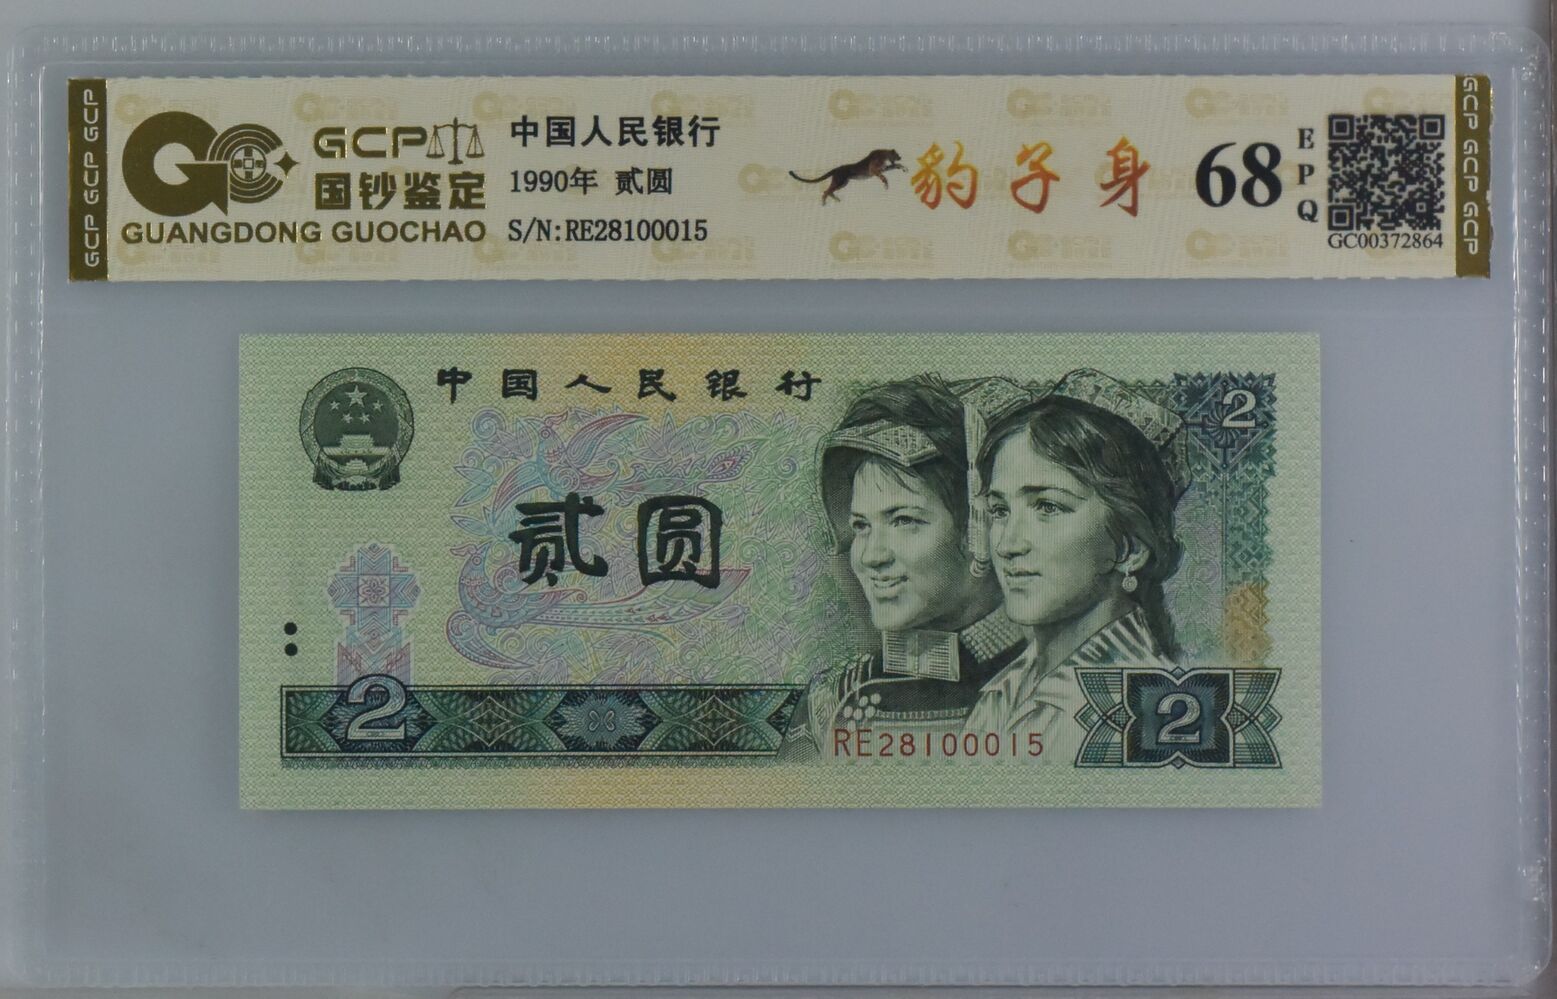 GCP GCP GCP
GCP
国钞鉴定
GUANGDONG GUOCHAO
中国人民银行
1990年 贰圆
S/N:RE28100015
豹子身
68
EPQ
GC00372864
GCP GCP GCP
中国人民银行
2
贰圆
2
RE28100015
2